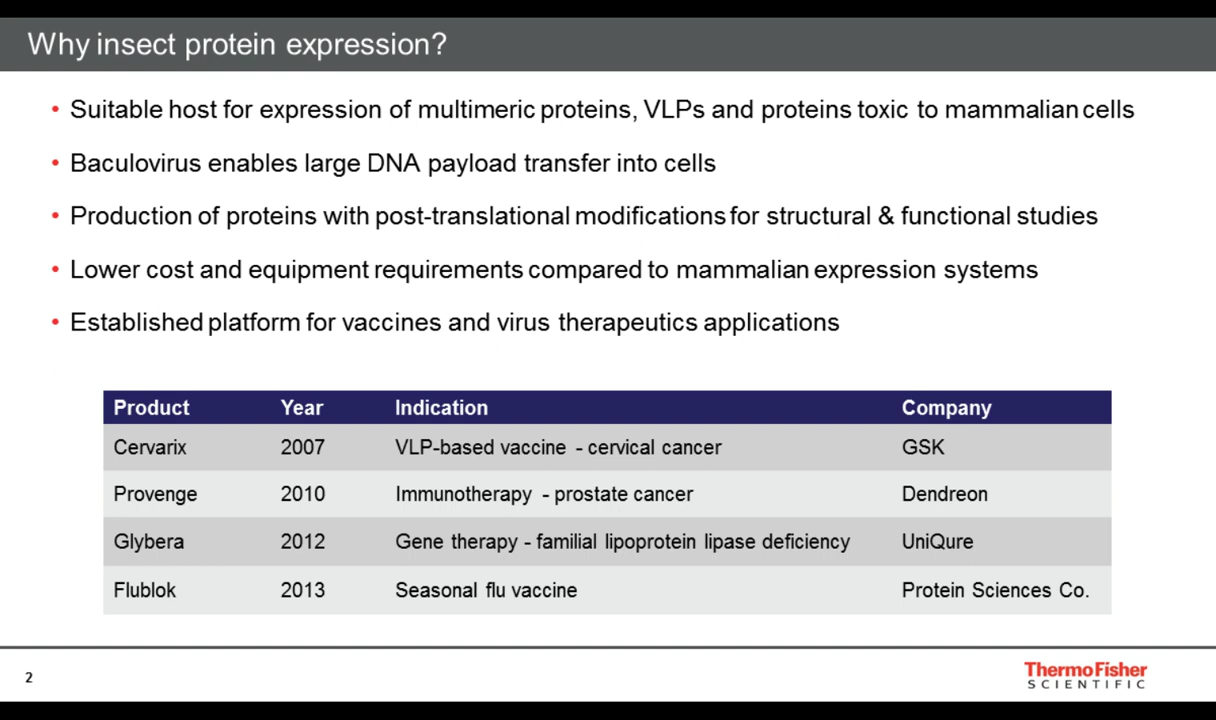 Why insect protein expression?
• Suitable host for expression of multimeric proteins, VLPs and proteins toxic to mammalian cells
• Baculovirus enables large DNA payload transfer into cells
• Production of proteins with post-translational modifications for structural & functional studies
• Lower cost and equipment requirements compared to mammalian expression systems
• Established platform for vaccines and virus therapeutics applications
Product Year Indication Company
Cervarix 2007 VLP-based vaccine - cervical cancer GSK
Provenge 2010 Immunotherapy - prostate cancer Dendreon
Glybera 2012 Gene therapy - familial lipoprotein lipase deficiency UniQure
Flublok 2013 Seasonal flu vaccine Protein Sciences Co.
2
ThermoFisher
SCIENTIFIC